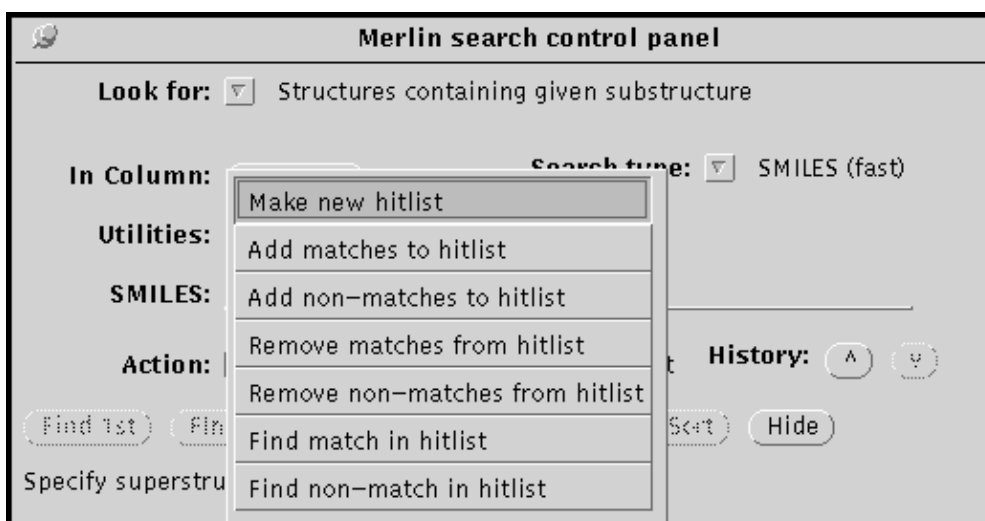 Merlin search control panel
Look for: Structures containing given substructure
In Column: Search type: SMILES (fast)
Make new hitlist
Utilities:
Add matches to hitlist
SMILES: Add non-matches to hitlist
Remove matches from hitlist
Action: History:
Remove non-matches from hitlist
Find 1st Fin Sort Hide
Find match in hitlist
Specify superstru
Find non-match in hitlist